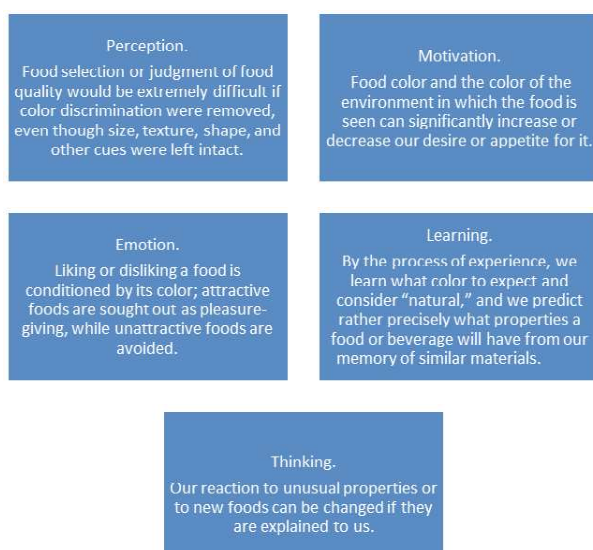 Perception.
Food selection or judgment of food
quality would be extremely difficult if
color discrimination were removed,
even though size, texture, shape, and
other cues were left intact.
Motivation.
Food color and the color of the
environment in which the food is
seen can significantly increase or
decrease our desire or appetite for it.
Emotion.
Liking or disliking a food is
conditioned by its color; attractive
foods are sought out as pleasure-
giving, while unattractive foods are
avoided.
Learning.
By the process of experience, we
learn what color to expect and
consider “natural,” and we predict
rather precisely what properties a
food or beverage will have from our
memory of similar materials.
Thinking.
Our reaction to unusual properties or
to new foods can be changed if they
are explained to us.